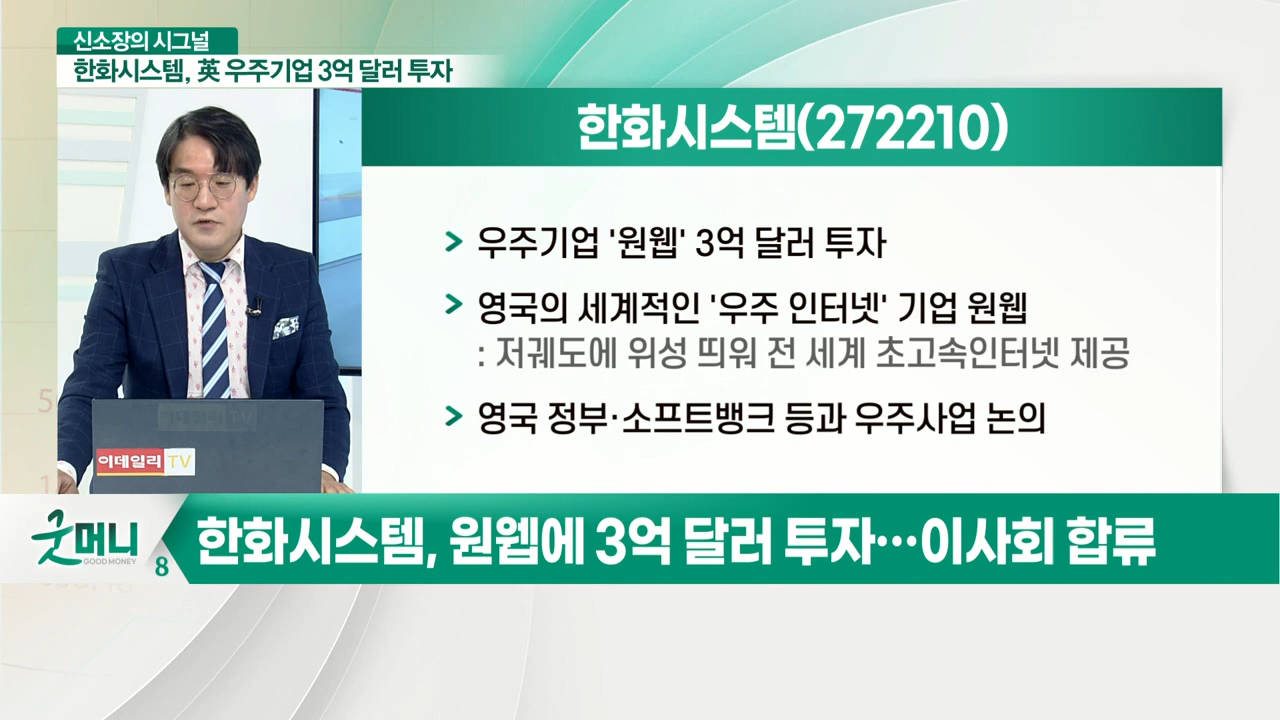 신소장의 시그널
한화시스템, 英 우주기업 3억 달러 투자
한화시스템(272210)
> 우주기업 '원웹' 3억 달러 투자
> 영국의 세계적인 '우주 인터넷' 기업 원웹
: 저궤도에 위성 띄워 전 세계 초고속인터넷 제공
> 영국 정부·소프트뱅크 등과 우주사업 논의
이데일리 TV
굿머니
GOOD MONEY
8
한화시스템, 원웹에 3억 달러 투자…이사회 합류